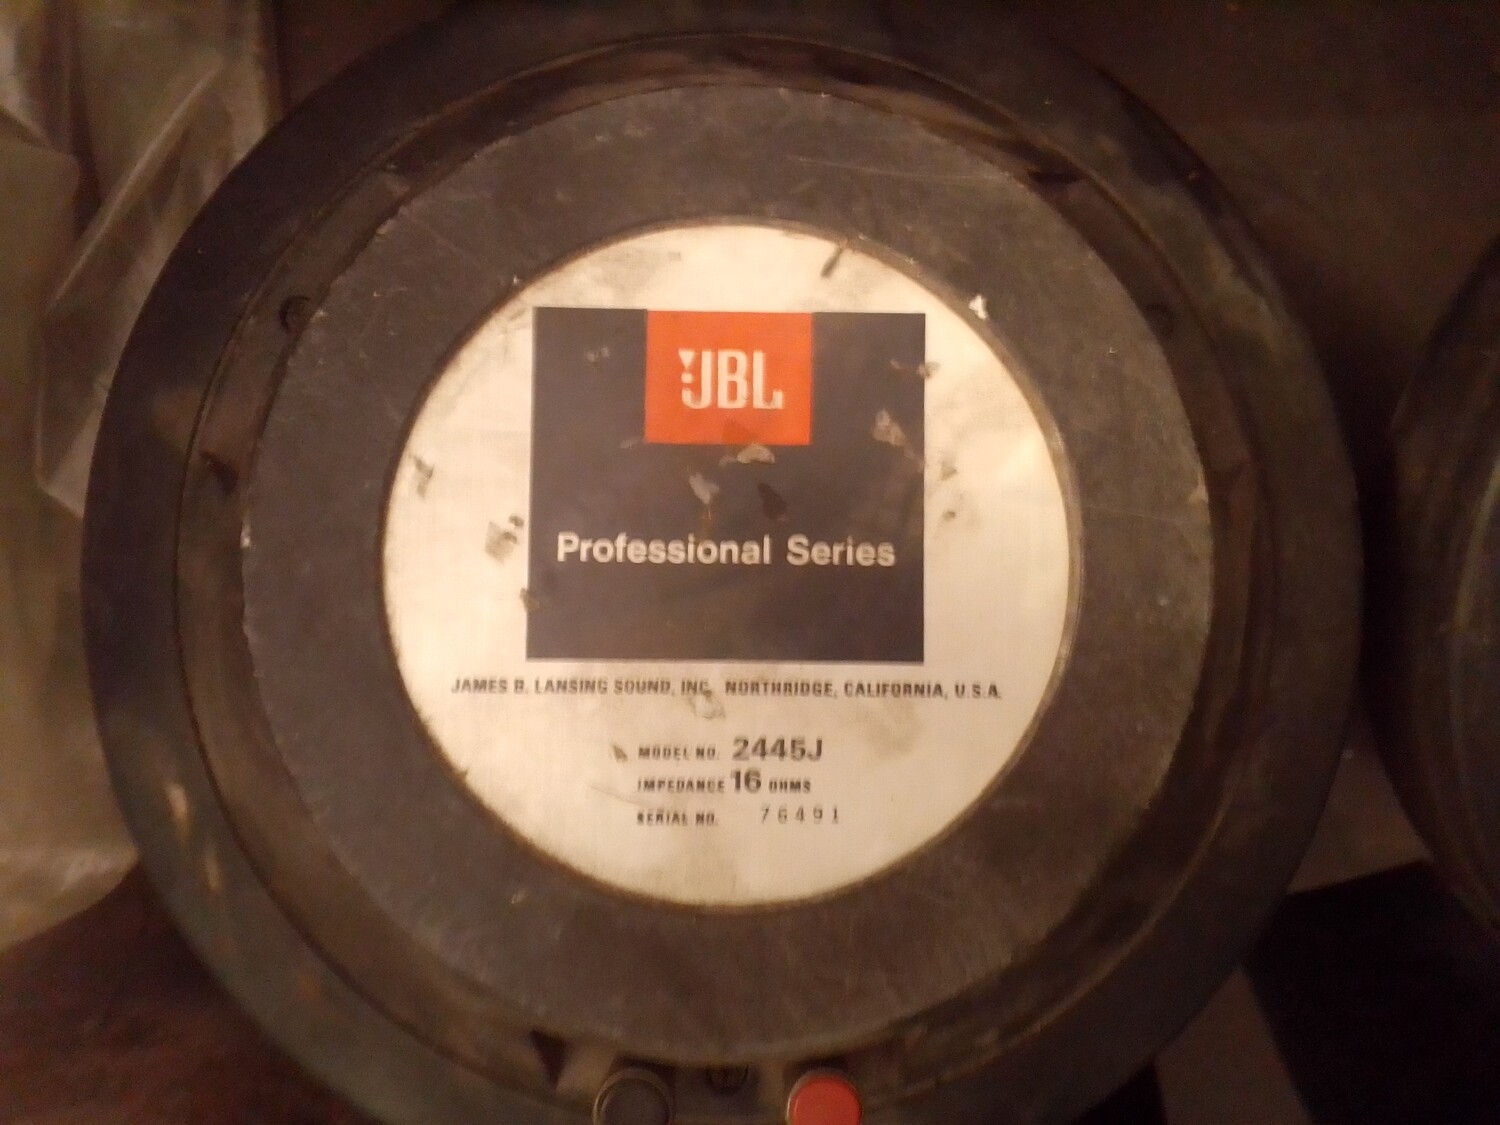 JBL
Professional Series
JAMES B. LANSING SOUND, INC. NORTHRIDGE, CALIFORNIA, U.S.A.
MODEL NO. 2445J
IMPEDANCE 16 OHMS
SERIAL NO. 76491